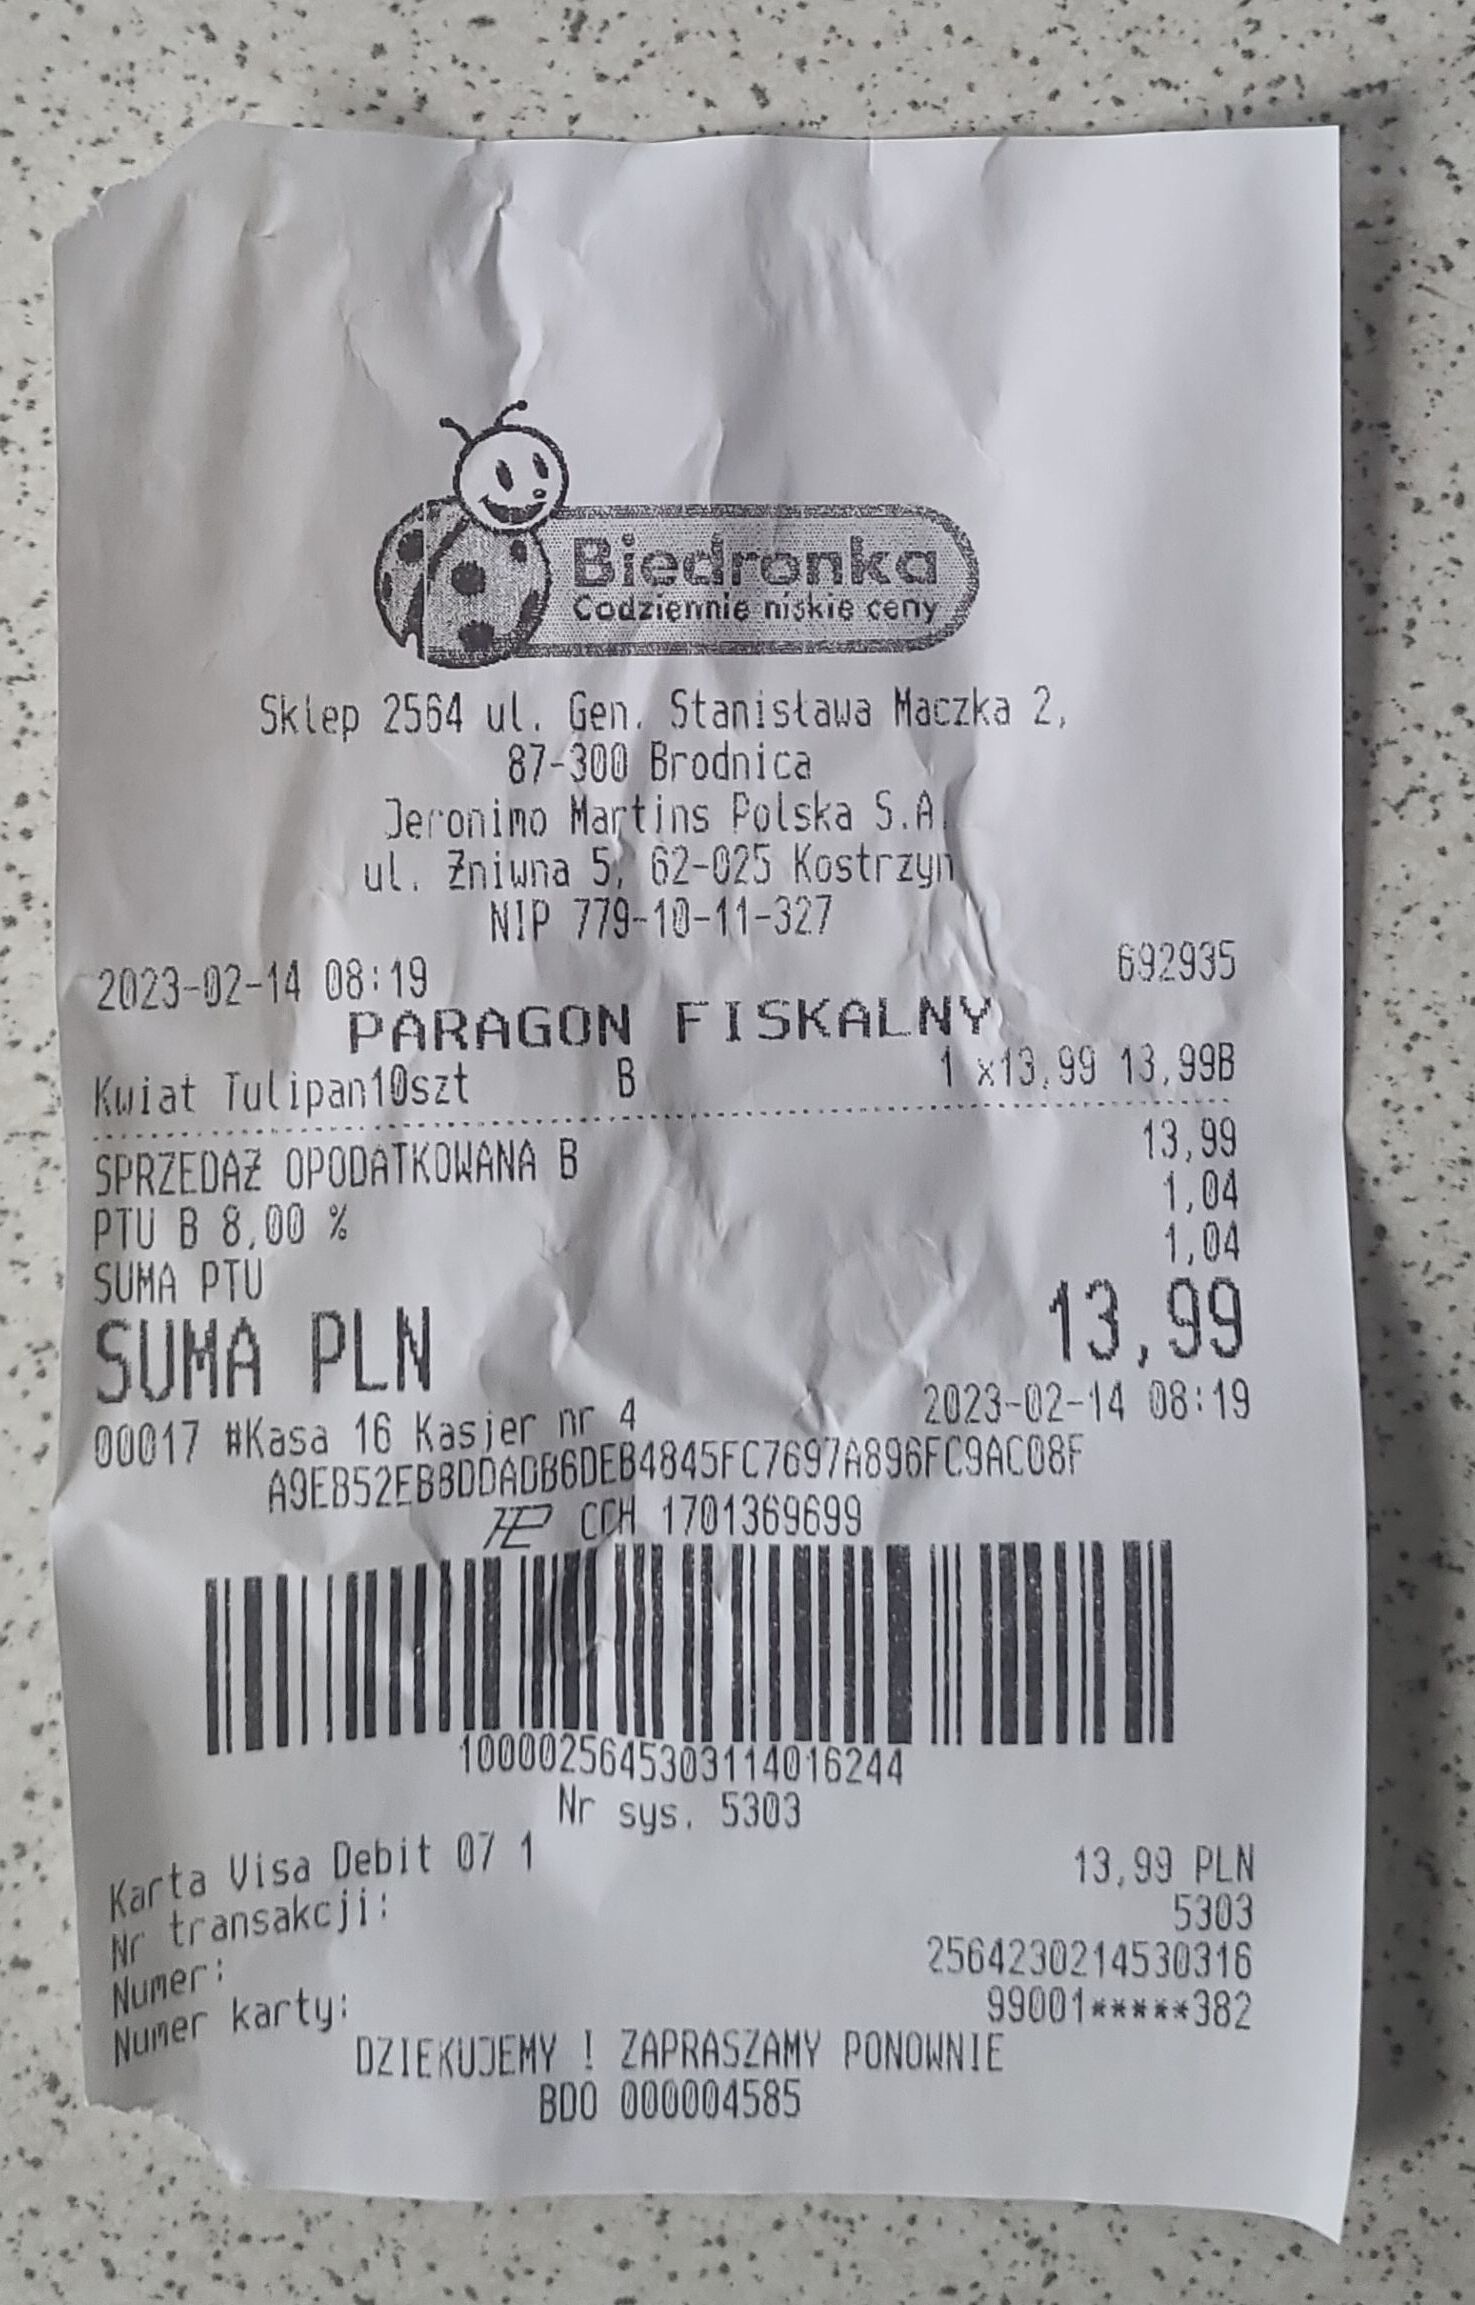 Biedronka
Codziennie niskie ceny
Sklep 2564 ul. Gen. Stanisława Maczka 2,
87-300 Brodnica
Jeronimo Martins Polska S.A.
ul. Żniwna 5, 62-025 Kostrzyn
NIP 779-10-11-327
2023-02-14 08:19 692935
PARAGON FISKALNY
Kwiat Tulipan10szt B 1 x13,99 13,99B
SPRZEDAŻ OPODATKOWANA B 13,99
PTU B 8,00 % 1,04
SUMA PTU 1,04
SUMA PLN 13,99
00017 #Kasa 16 Kasjer nr 4 2023-02-14 08:19
A9EB52EBBDDADB6DEB4845FC7697A896FC9AC08F
CCH 1701369699
1000025645303114016244
Nr sys. 5303
Karta Visa Debit 07 1 13,99 PLN
Nr transakcji: 5303
Numer: 2564230214530316
Numer karty: 99001*****382
DZIEKUJEMY ! ZAPRASZAMY PONOWNIE
BDO 000004585